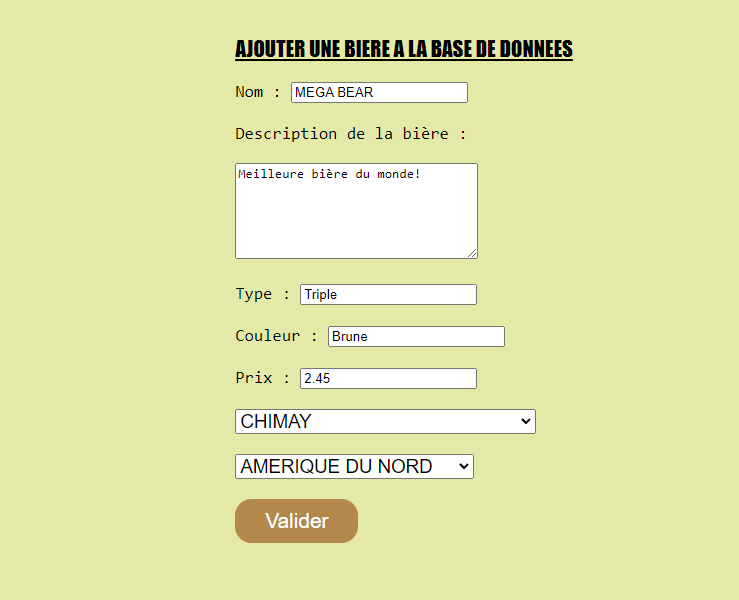 AJOUTER UNE BIERE A LA BASE DE DONNEES
Nom : MEGA BEAR
Description de la bière :
Meilleure bière du monde!
Type : Triple
Couleur : Brune
Prix : 2.45
CHIMAY
AMERIQUE DU NORD
Valider